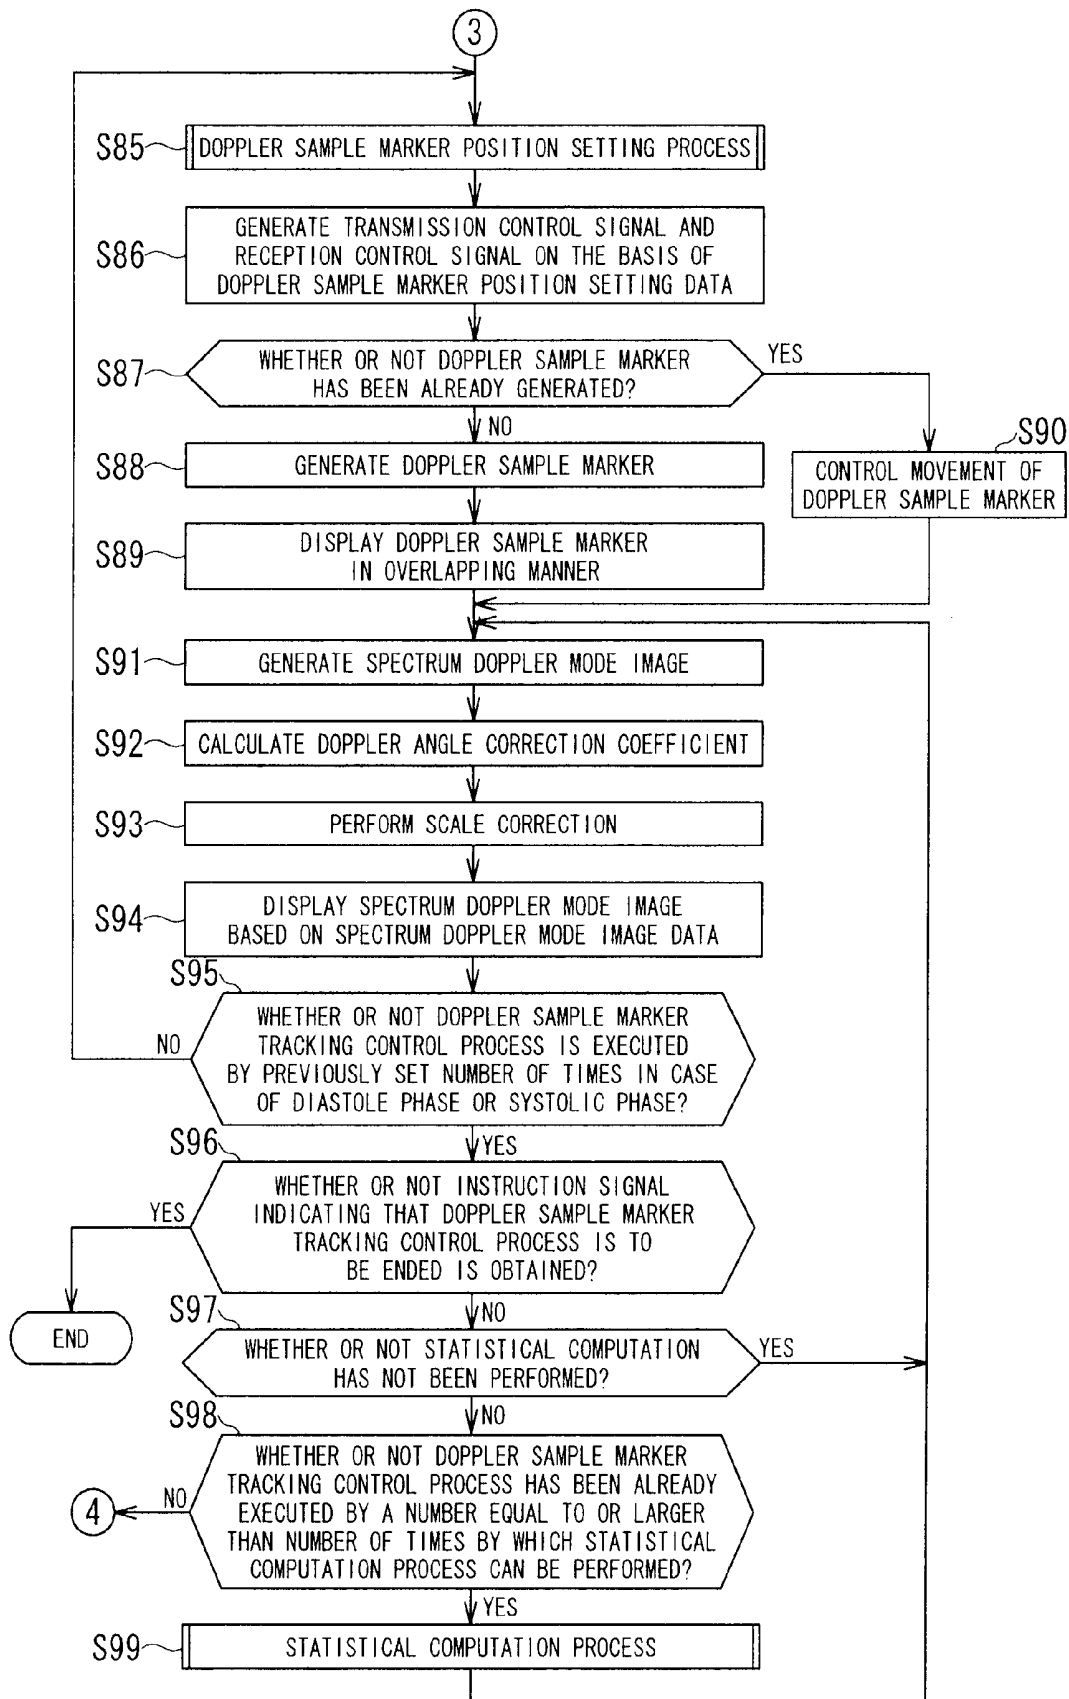 3
S85
DOPPLER SAMPLE MARKER POSITION SETTING PROCESS
S86
GENERATE TRANSMISSION CONTROL SIGNAL AND
RECEPTION CONTROL SIGNAL ON THE BASIS OF
DOPPLER SAMPLE MARKER POSITION SETTING DATA
S87
WHETHER OR NOT DOPPLER SAMPLE MARKER
HAS BEEN ALREADY GENERATED?
YES
NO
S88
GENERATE DOPPLER SAMPLE MARKER
S90
CONTROL MOVEMENT OF
DOPPLER SAMPLE MARKER
S89
DISPLAY DOPPLER SAMPLE MARKER
IN OVERLAPPING MANNER
S91
GENERATE SPECTRUM DOPPLER MODE IMAGE
S92
CALCULATE DOPPLER ANGLE CORRECTION COEFFICIENT
S93
PERFORM SCALE CORRECTION
S94
DISPLAY SPECTRUM DOPPLER MODE IMAGE
BASED ON SPECTRUM DOPPLER MODE IMAGE DATA
S95
WHETHER OR NOT DOPPLER SAMPLE MARKER
TRACKING CONTROL PROCESS IS EXECUTED
BY PREVIOUSLY SET NUMBER OF TIMES IN CASE
OF DIASTOLE PHASE OR SYSTOLIC PHASE?
NO
YES
S96
WHETHER OR NOT INSTRUCTION SIGNAL
INDICATING THAT DOPPLER SAMPLE MARKER
TRACKING CONTROL PROCESS IS TO
BE ENDED IS OBTAINED?
YES
END
NO
S97
WHETHER OR NOT STATISTICAL COMPUTATION
HAS NOT BEEN PERFORMED?
YES
NO
S98
WHETHER OR NOT DOPPLER SAMPLE MARKER
TRACKING CONTROL PROCESS HAS BEEN ALREADY
EXECUTED BY A NUMBER EQUAL TO OR LARGER
THAN NUMBER OF TIMES BY WHICH STATISTICAL
COMPUTATION PROCESS CAN BE PERFORMED?
NO
4
YES
S99
STATISTICAL COMPUTATION PROCESS